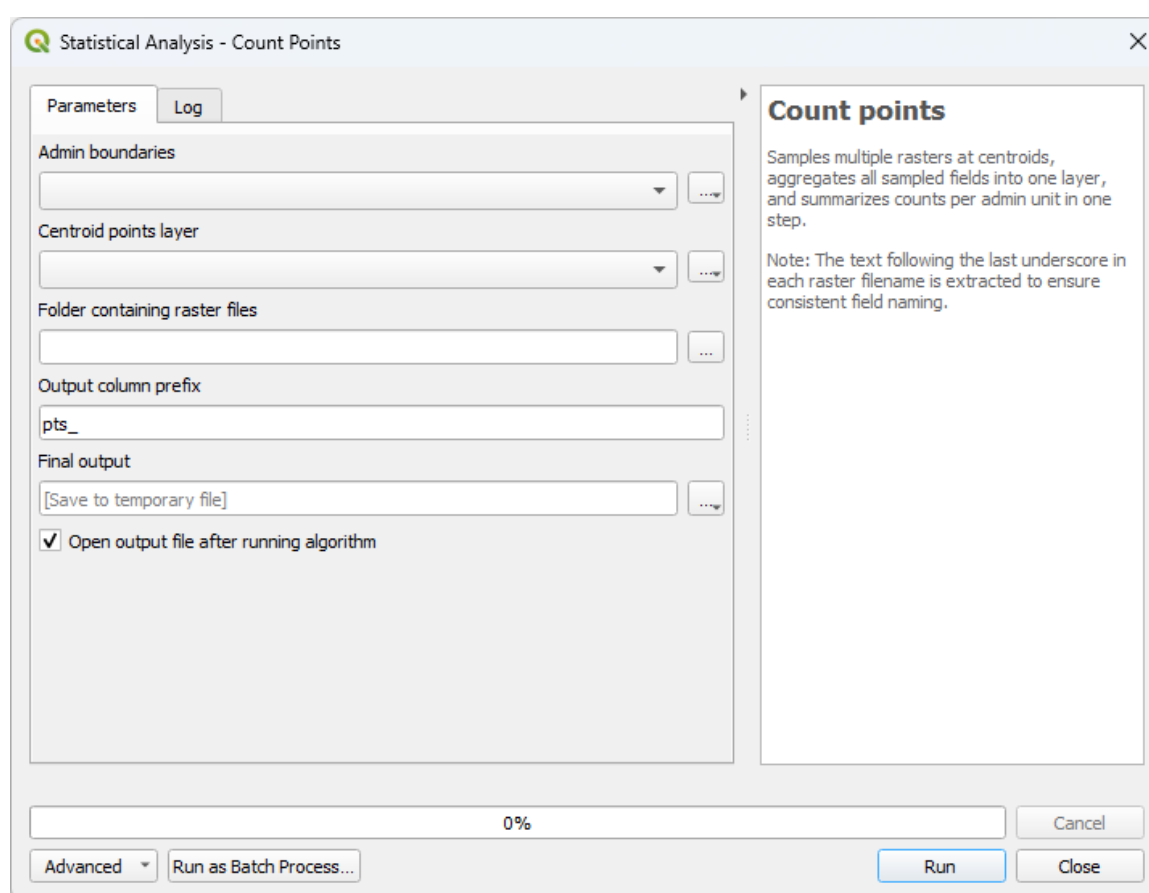 Statistical Analysis - Count Points
Parameters
Log
Admin boundaries
...
Centroid points layer
...
Folder containing raster files
...
Output column prefix
pts_
Final output
[Save to temporary file]
...
Open output file after running algorithm
Count points
Samples multiple rasters at centroids,
aggregates all sampled fields into one layer,
and summarizes counts per admin unit in one
step.
Note: The text following the last underscore in
each raster filename is extracted to ensure
consistent field naming.
0%
Cancel
Advanced
Run as Batch Process...
Run
Close